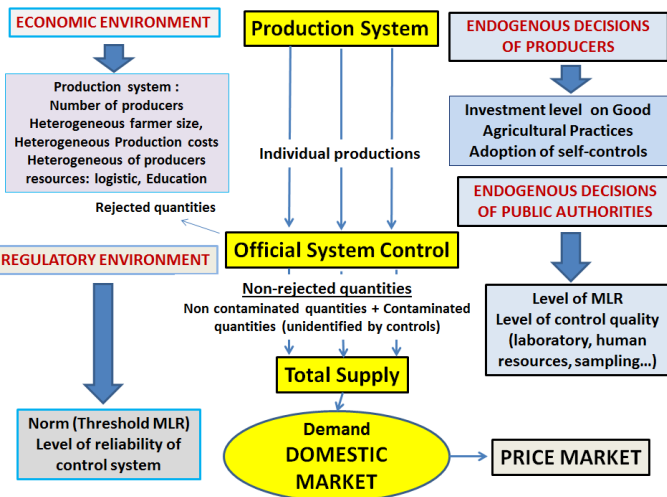 ECONOMIC ENVIRONMENT
Production system :
Number of producers
Heterogeneous farmer size,
Heterogeneous Production costs
Heterogeneous of producers
resources: logistic, Education
Rejected quantities
REGULATORY ENVIRONMENT
Norm (Threshold MLR)
Level of reliability of
control system
Production System
Individual productions
Official System Control
Non-rejected quantities
Non contaminated quantities + Contaminated
quantities (unidentified by controls)
Total Supply
Demand
DOMESTIC
MARKET
PRICE MARKET
ENDOGENOUS DECISIONS
OF PRODUCERS
Investment level on Good
Agricultural Practices
Adoption of self-controls
ENDOGENOUS DECISIONS
OF PUBLIC AUTHORITIES
Level of MLR
Level of control quality
(laboratory, human
resources, sampling...)